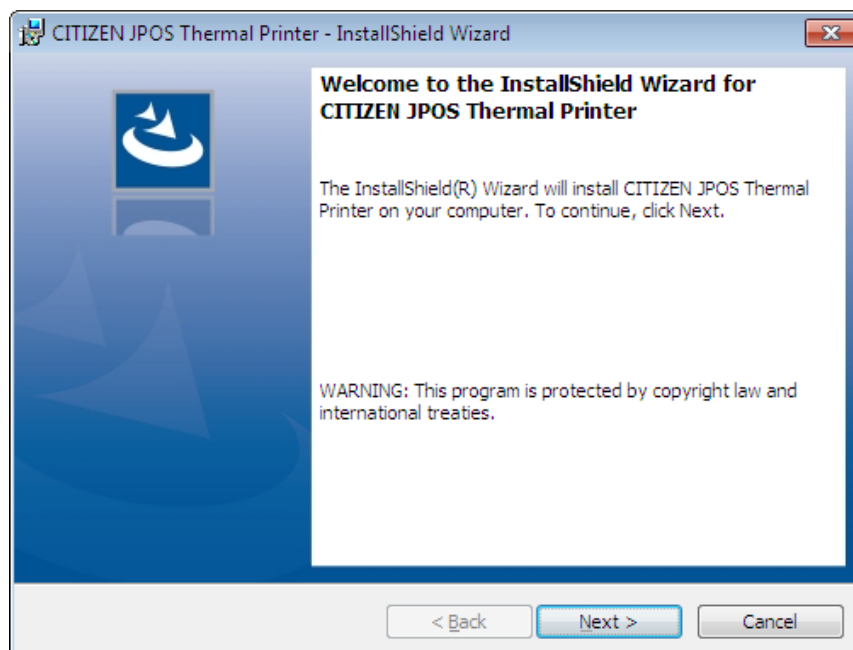 CITIZEN JPOS Thermal Printer - InstallShield Wizard
Welcome to the InstallShield Wizard for
CITIZEN JPOS Thermal Printer
The InstallShield(R) Wizard will install CITIZEN JPOS Thermal
Printer on your computer. To continue, click Next.
WARNING: This program is protected by copyright law and
international treaties.
< Back
Next >
Cancel